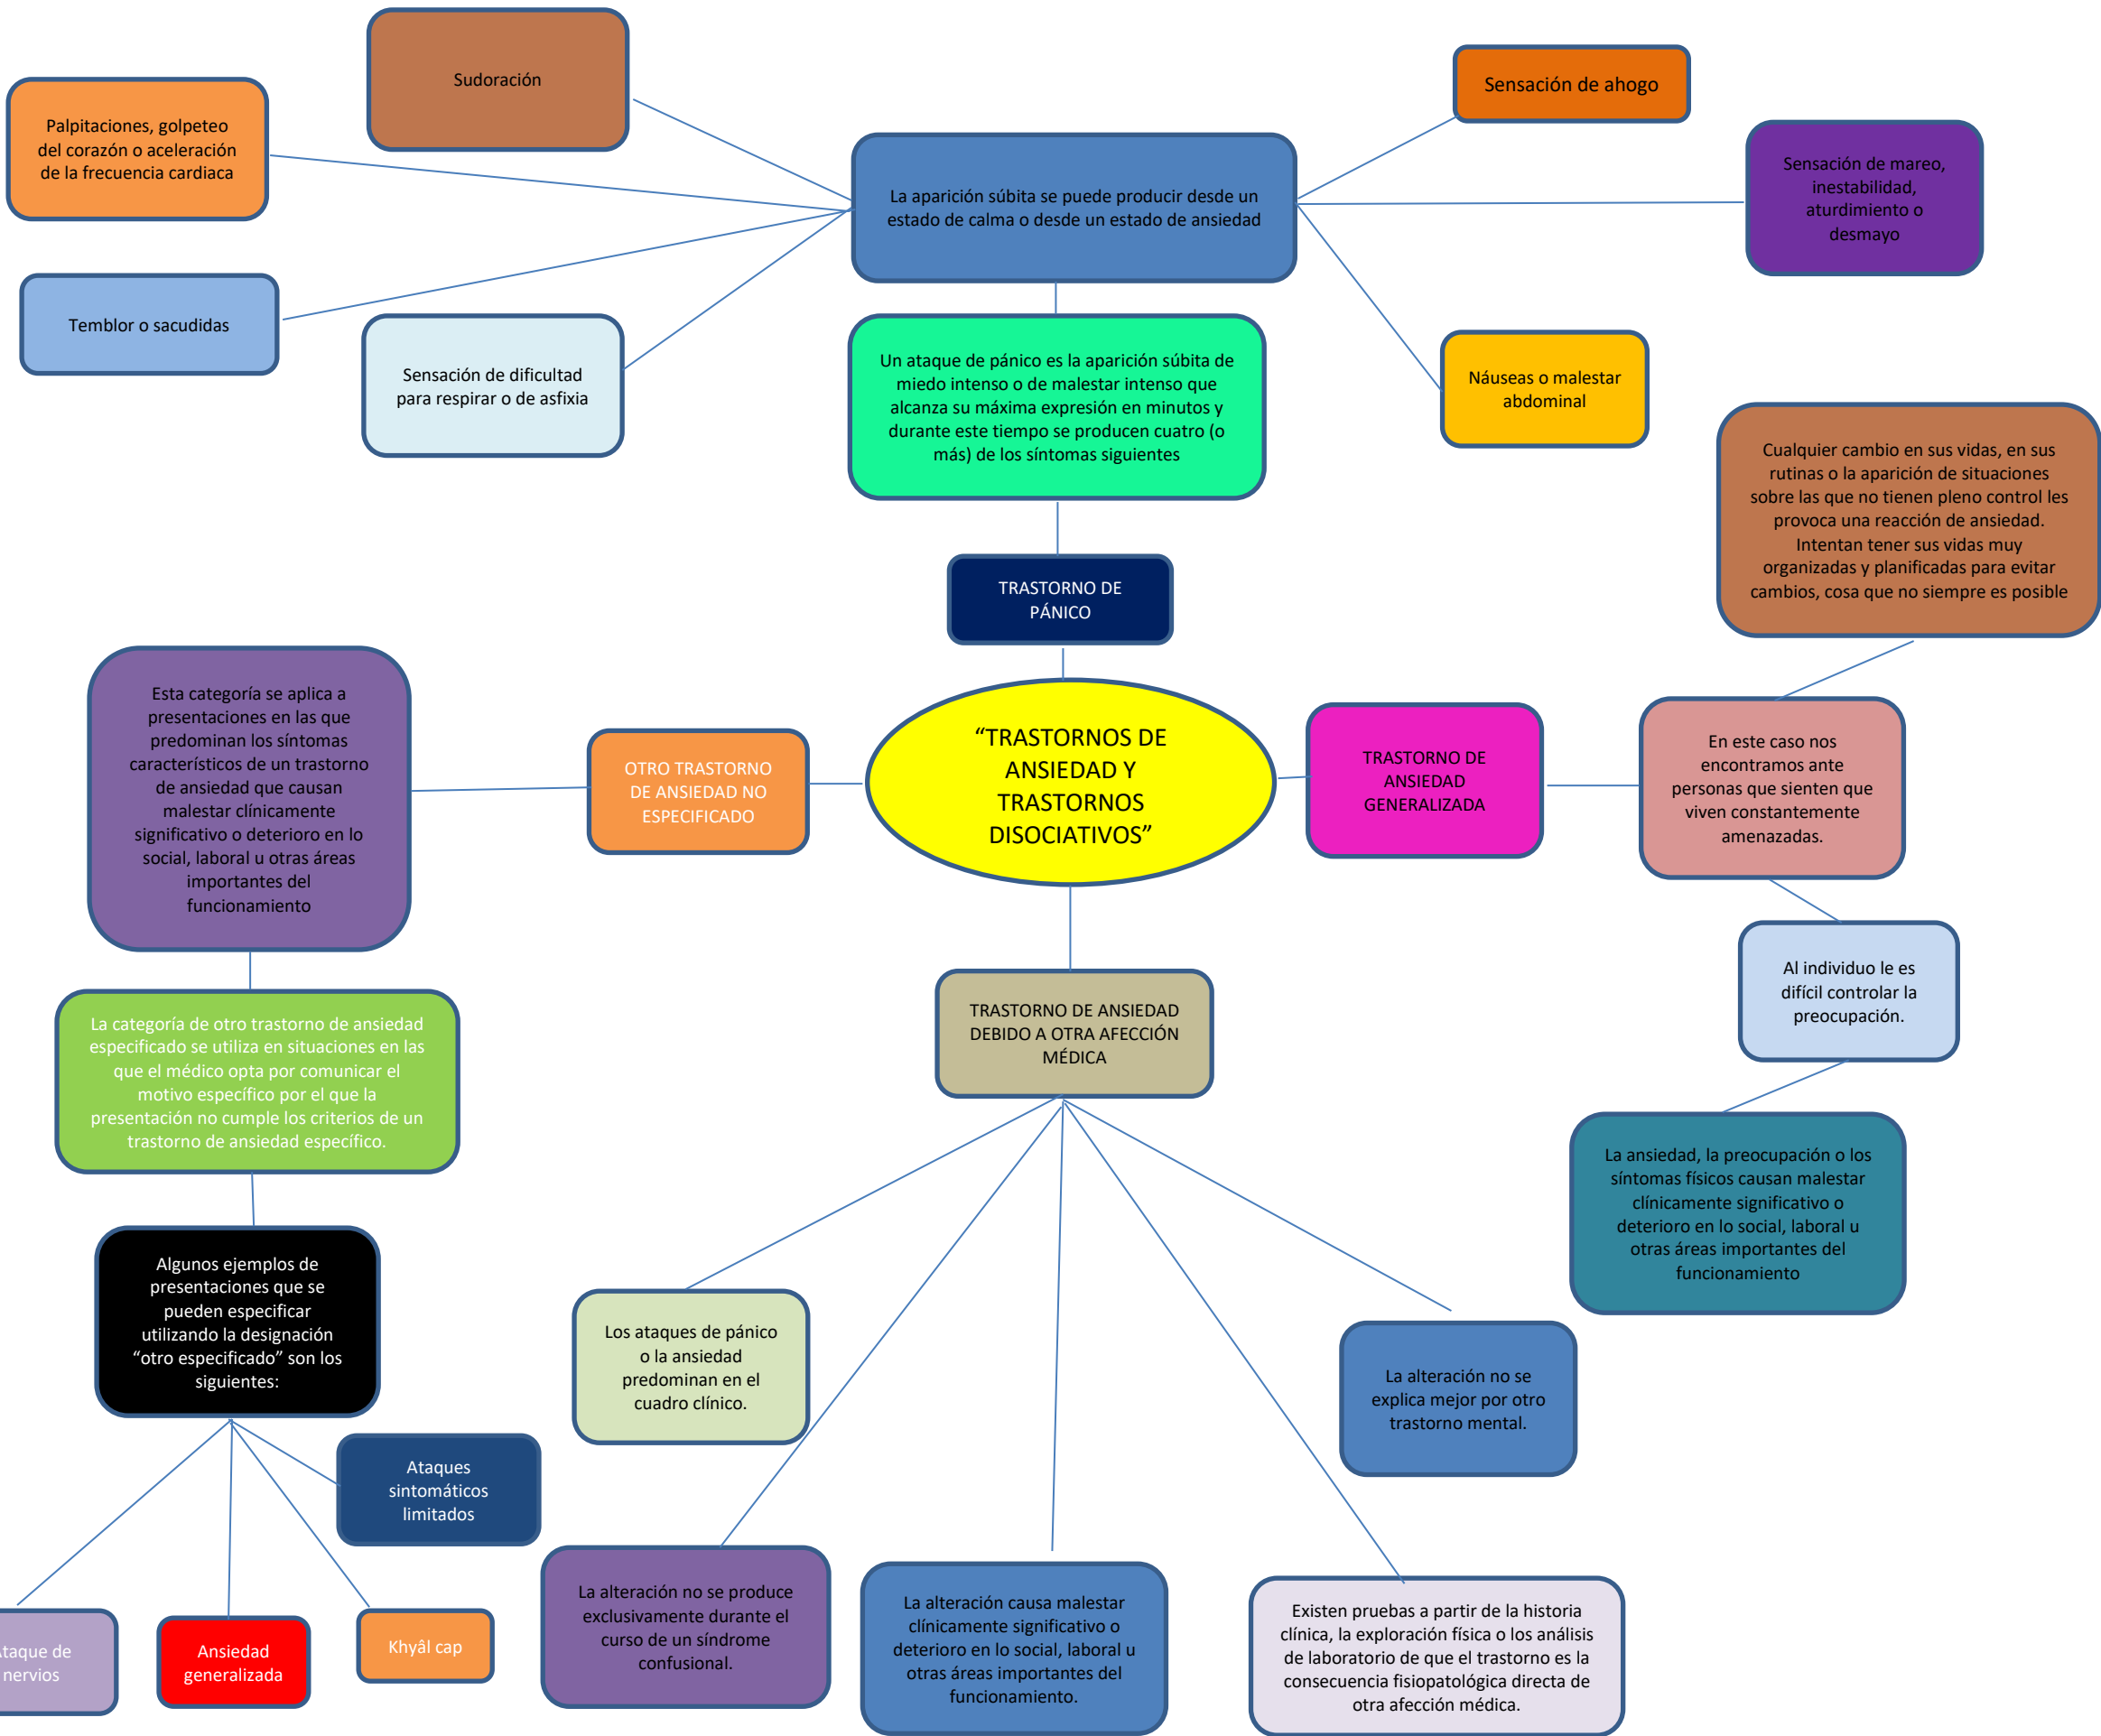 Sudoración
Sensación de ahogo
Palpitaciones, golpeteo
del corazón o aceleración
de la frecuencia cardiaca
Sensación de mareo,
inestabilidad,
aturdimiento o
desmayo
La aparición súbita se puede producir desde un
estado de calma o desde un estado de ansiedad
Temblor o sacudidas
Sensación de dificultad
para respirar o de asfixia
Un ataque de pánico es la aparición súbita de
miedo intenso o de malestar intenso que
alcanza su máxima expresión en minutos y
durante este tiempo se producen cuatro (o
más) de los síntomas siguientes
Náuseas o malestar
abdominal
Cualquier cambio en sus vidas, en sus
rutinas o la aparición de situaciones
sobre las que no tienen pleno control les
provoca una reacción de ansiedad.
Intentan tener sus vidas muy
organizadas y planificadas para evitar
cambios, cosa que no siempre es posible
TRASTORNO DE
PÁNICO
Esta categoría se aplica a
presentaciones en las que
predominan los síntomas
característicos de un trastorno
de ansiedad que causan
malestar clínicamente
significativo o deterioro en lo
social, laboral u otras áreas
importantes del
funcionamiento
OTRO TRASTORNO
DE ANSIEDAD NO
ESPECIFICADO
“TRASTORNOS DE
ANSIEDAD Y
TRASTORNOS
DISOCIATIVOS”
TRASTORNO DE
ANSIEDAD
GENERALIZADA
En este caso nos
encontramos ante
personas que sienten que
viven constantemente
amenazadas.
Al individuo le es
difícil controlar la
preocupación.
La categoría de otro trastorno de ansiedad
especificado se utiliza en situaciones en las
que el médico opta por comunicar el
motivo específico por el que la
presentación no cumple los criterios de un
trastorno de ansiedad específico.
TRASTORNO DE ANSIEDAD
DEBIDO A OTRA AFECCIÓN
MÉDICA
La ansiedad, la preocupación o los
síntomas físicos causan malestar
clínicamente significativo o
deterioro en lo social, laboral u
otras áreas importantes del
funcionamiento
Algunos ejemplos de
presentaciones que se
pueden especificar
utilizando la designación
“otro especificado” son los
siguientes:
Los ataques de pánico
o la ansiedad
predominan en el
cuadro clínico.
La alteración no se
explica mejor por otro
trastorno mental.
Ataques
sintomáticos
limitados
Ataque de
nervios
Ansiedad
generalizada
Khyâl cap
La alteración no se produce
exclusivamente durante el
curso de un síndrome
confusional.
La alteración causa malestar
clínicamente significativo o
deterioro en lo social, laboral u
otras áreas importantes del
funcionamiento.
Existen pruebas a partir de la historia
clínica, la exploración física o los análisis
de laboratorio de que el trastorno es la
consecuencia fisiopatológica directa de
otra afección médica.